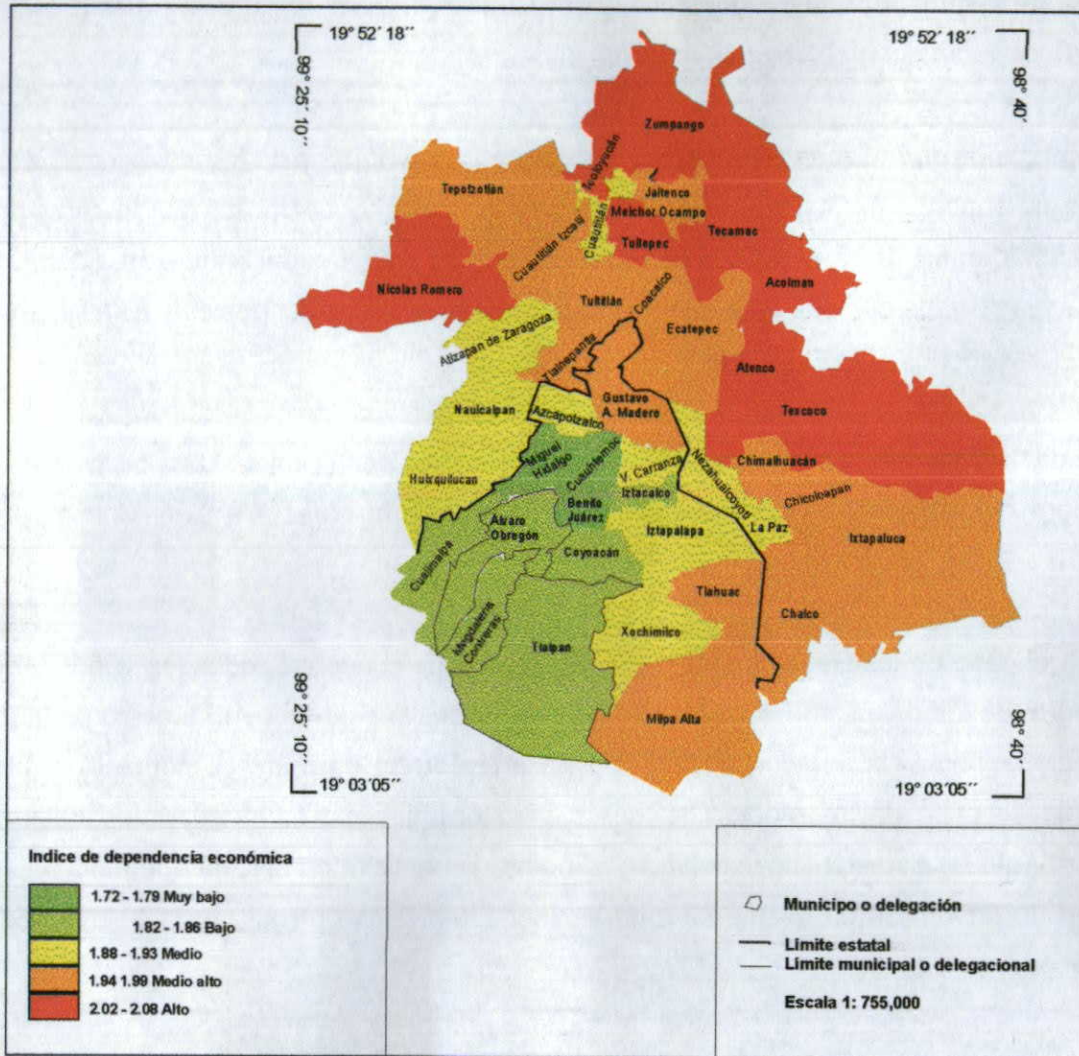 19° 52´ 18´´
19° 52´ 18´´
99° 25´ 10´´
98° 40´
Zumpango
Teoloyucán
Tepotzotlán
Jaltenco
Melchor Ocampo
Cuautitlán
Tecamac
Cuautitlán Izcalli
Tultepec
Nicolas Romero
Acolman
Tultitlán
Coacalco
Ecatepec
Atizapan de Zaragoza
Tlalnepantla
Atenco
Gustavo
A. Madero
Naulcalpan
Azcapotzalco
Texcoco
Miguel
Hidalgo
Cuauhtemoc
V. Carranza
Nezahualcoyotl
Chimalhuacán
Huixquilucan
Iztacalco
Chicoloapan
Benito
Juárez
Alvaro
Obregón
Iztapalapa
La Paz
Ixtapaluca
Cuajimalpa
Coyoacán
Tlahuac
Chalco
Magdalena
Contreras
Xochimilco
Tlalpan
Milpa Alta
99° 25´ 10´´
98° 40´
19° 03´05´´
19° 03´05´´
Indice de dependencia económica
1.72 - 1.79 Muy bajo
1.82 - 1.86 Bajo
1.88 - 1.93 Medio
1.94 1.99 Medio alto
2.02 - 2.08 Alto
Municipo o delegación
Límite estatal
Límite municipal o delegacional
Escala 1: 755,000